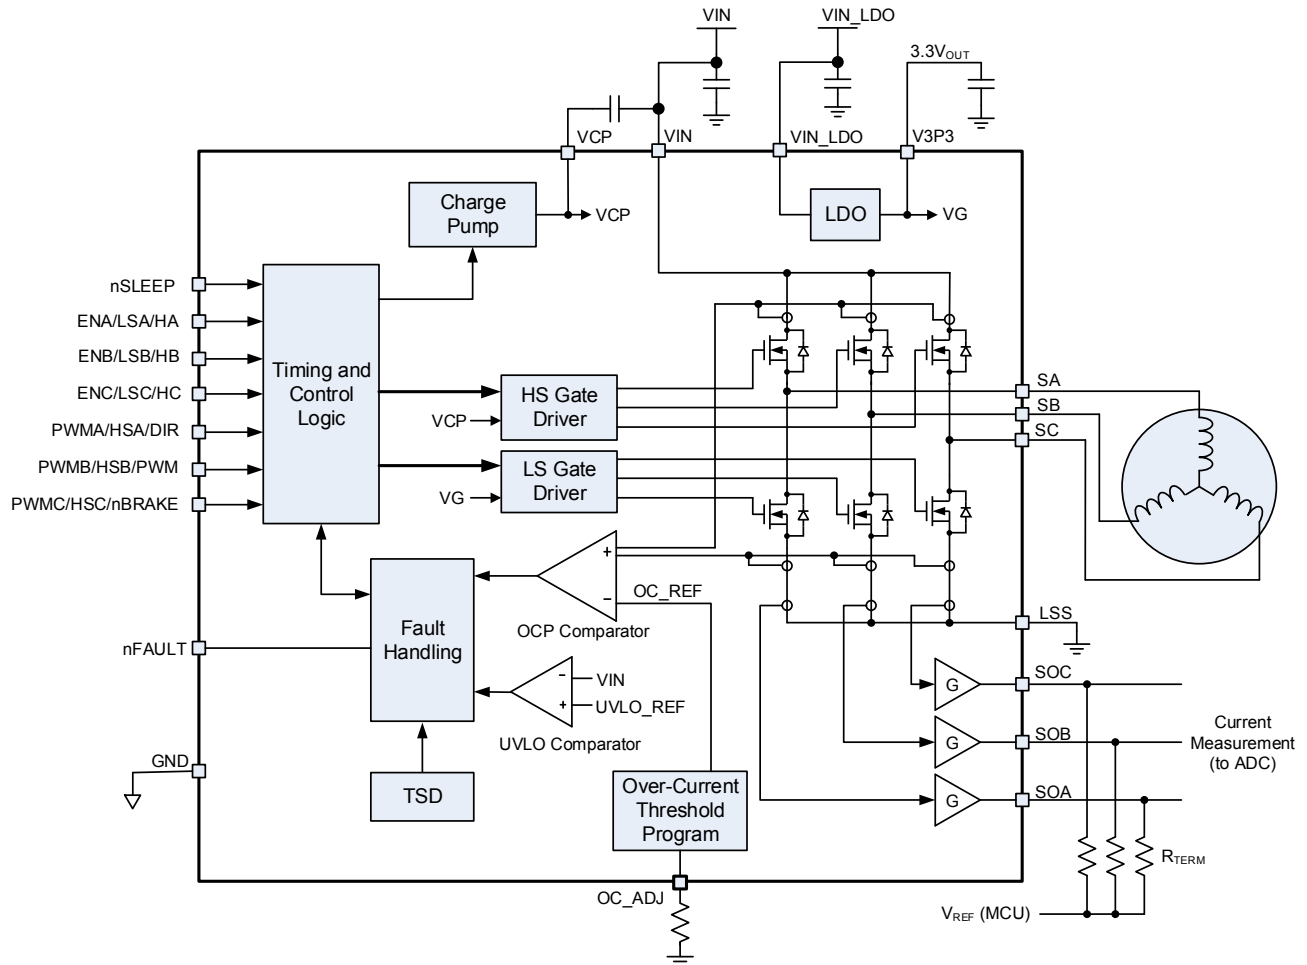 VIN
VIN_LDO
3.3VOUT
VCP
VIN
VIN_LDO
V3P3
Charge
Pump
VCP
LDO
VG
nSLEEP
ENA/LSA/HA
ENB/LSB/HB
ENC/LSC/HC
PWMA/HSA/DIR
PWMB/HSB/PWM
PWMC/HSC/nBRAKE
Timing and
Control
Logic
HS Gate
Driver
VCP
LS Gate
Driver
VG
SA
SB
SC
+
−
OC_REF
OCP Comparator
Fault
Handling
nFAULT
−
VIN
+
UVLO_REF
UVLO Comparator
LSS
G
SOC
G
SOB
G
SOA
Current
Measurement
(to ADC)
GND
TSD
Over-Current
Threshold
Program
RTERM
OC_ADJ
VREF (MCU)